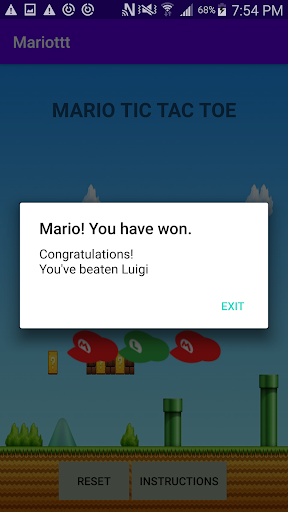 68% 7:54 PM
Mariottt
MARIO TIC TAC TOE
Mario! You have won.
Congratulations!
You've beaten Luigi
EXIT
M L M
RESET INSTRUCTIONS